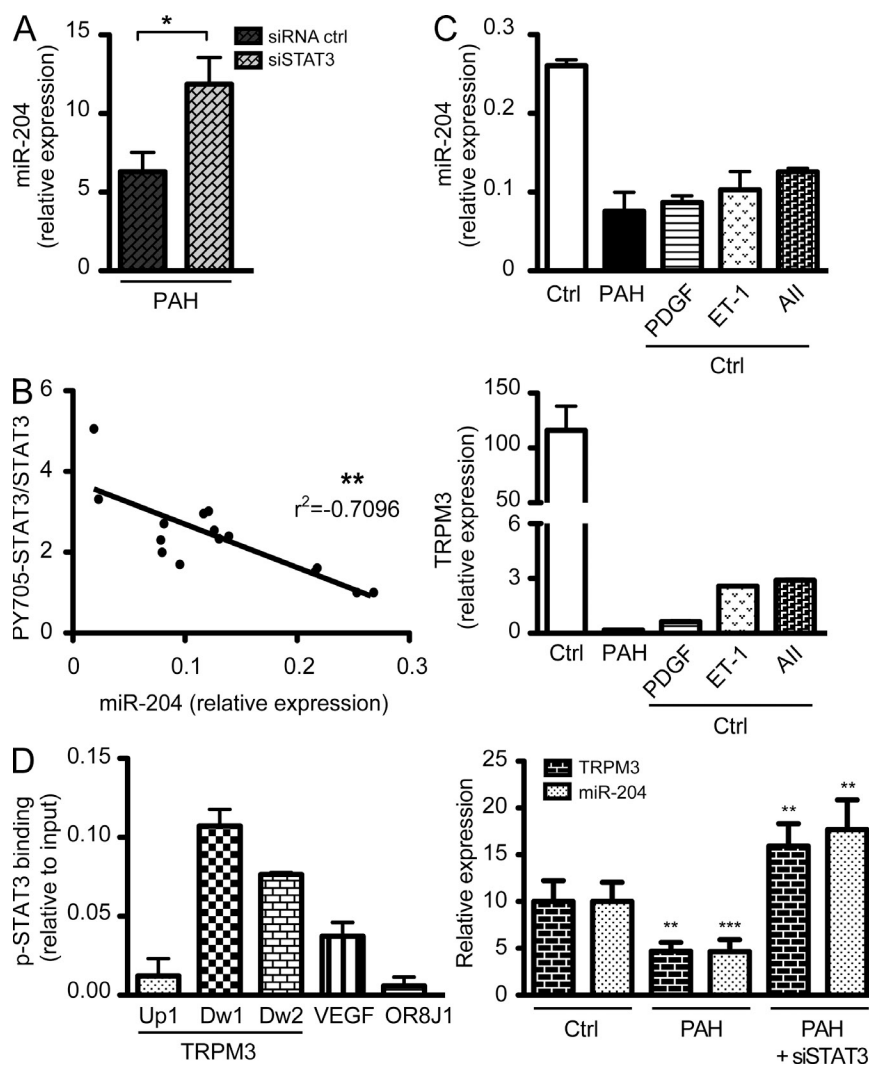 A
miR-204
(relative expression)
15
10
5
0
*
siRNA ctrl
siSTAT3
PAH
C
miR-204
(relative expression)
0.3
0.2
0.1
0
Ctrl
PAH
PDGF
ET-1
AII
Ctrl
B
PY705-STAT3/STAT3
6
4
2
0
**
r2=-0.7096
0
0.1
0.2
0.3
miR-204 (relative expression)
TRPM3
(relative expression)
150
100
50
6
3
0
Ctrl
PAH
PDGF
ET-1
AII
Ctrl
D
p-STAT3 binding
(relative to input)
0.15
0.10
0.05
0.00
Up1
Dw1
Dw2
VEGF
OR8J1
TRPM3
Relative expression
25
20
15
10
5
0
TRPM3
miR-204
**
***
**
**
Ctrl
PAH
PAH
+ siSTAT3